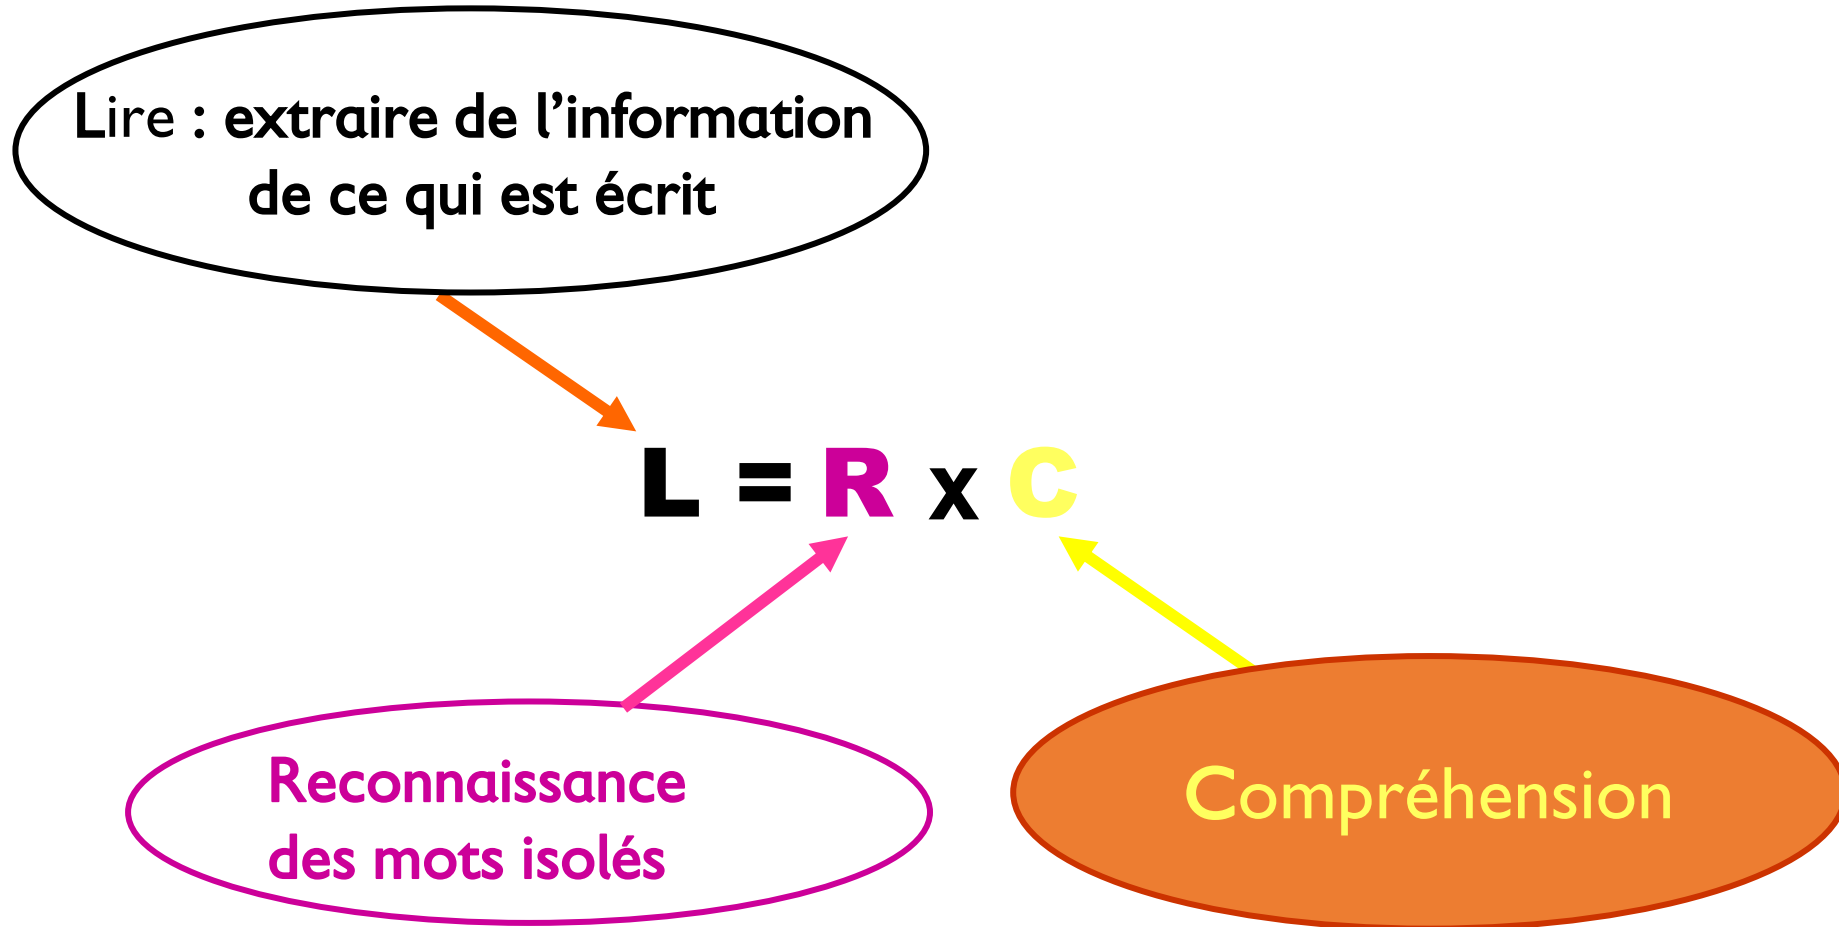 Lire : extraire de l’information
de ce qui est écrit
L = R x C
Reconnaissance
des mots isolés
Compréhension